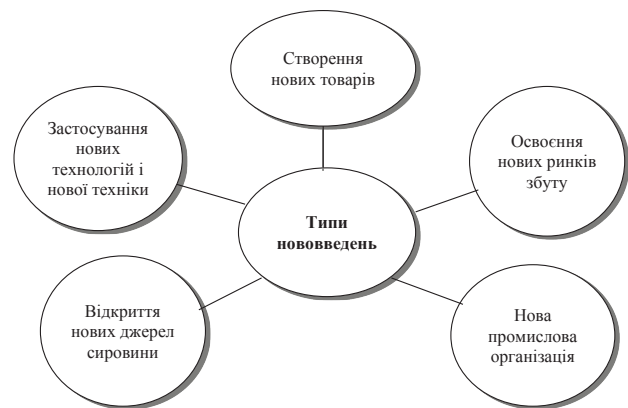 Створення
нових товарів
Застосування
нових
технологій і
нової техніки
Освоєння
нових ринків
збуту
Типи
нововведень
Відкриття
нових джерел
сировини
Нова
промислова
організація